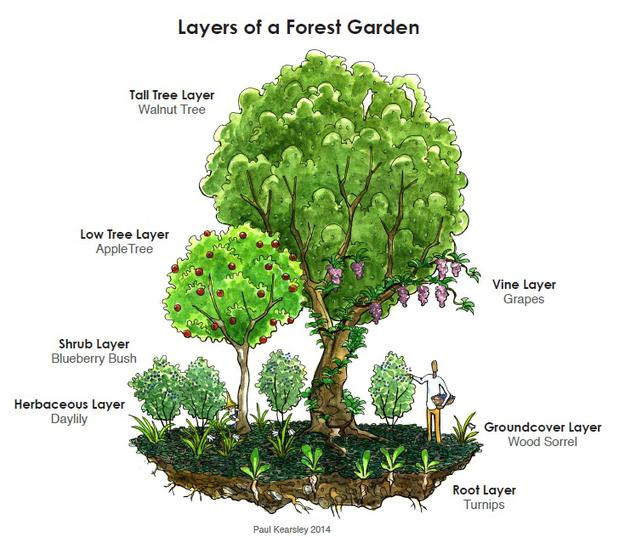 Layers of a Forest Garden
Tall Tree Layer
Walnut Tree
Low Tree Layer
AppleTree
Vine Layer
Grapes
Shrub Layer
Blueberry Bush
Herbaceous Layer
Daylily
Groundcover Layer
Wood Sorrel
Root Layer
Turnips
Paul Kearsley 2014